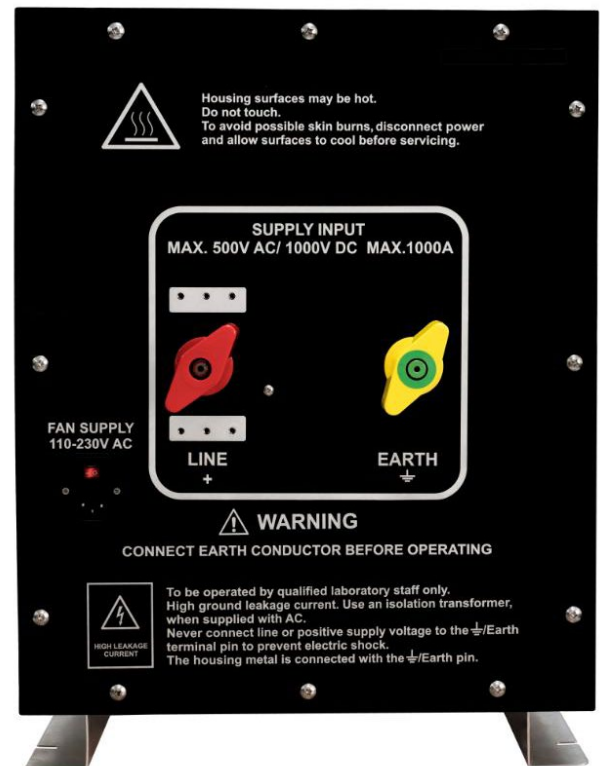 Housing surfaces may be hot.
Do not touch.
To avoid possible skin burns, disconnect power
and allow surfaces to cool before servicing.
SUPPLY INPUT
MAX. 500V AC/ 1000V DC MAX.1000A
FAN SUPPLY
110-230V AC
LINE
+
EARTH
⏚
WARNING
CONNECT EARTH CONDUCTOR BEFORE OPERATING
HIGH LEAKAGE
CURRENT
To be operated by qualified laboratory staff only.
High ground leakage current. Use an isolation transformer,
when supplied with AC.
Never connect line or positive supply voltage to the ⏚/Earth
terminal pin to prevent electric shock.
The housing metal is connected with the ⏚/Earth pin.